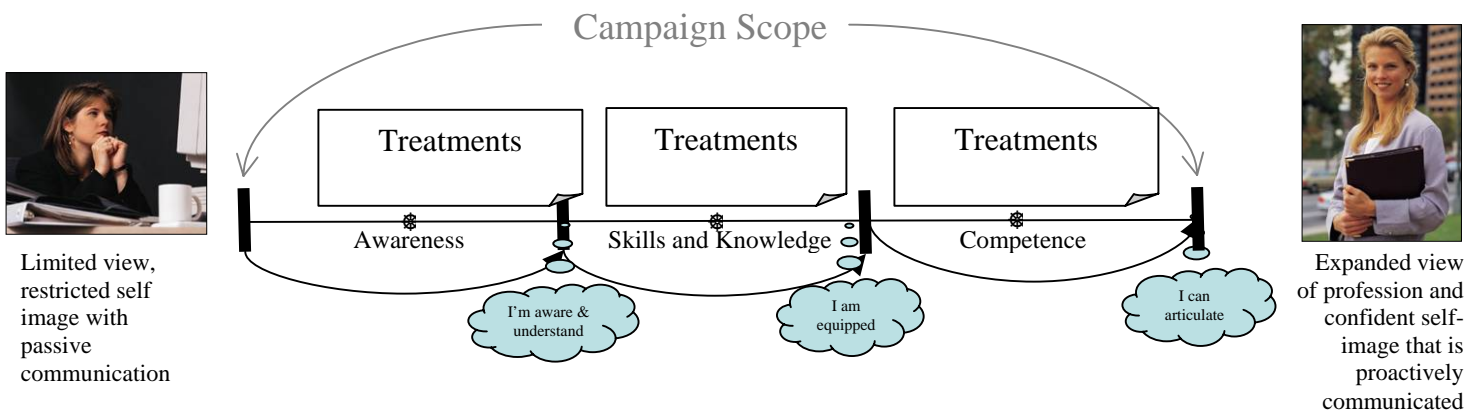 Campaign Scope
Treatments
Treatments
Treatments
Awareness
Skills and Knowledge
Competence
Limited view,
restricted self
image with
passive
communication
I'm aware &
understand
I am
equipped
I can
articulate
Expanded view
of profession and
confident self-
image that is
proactively
communicated